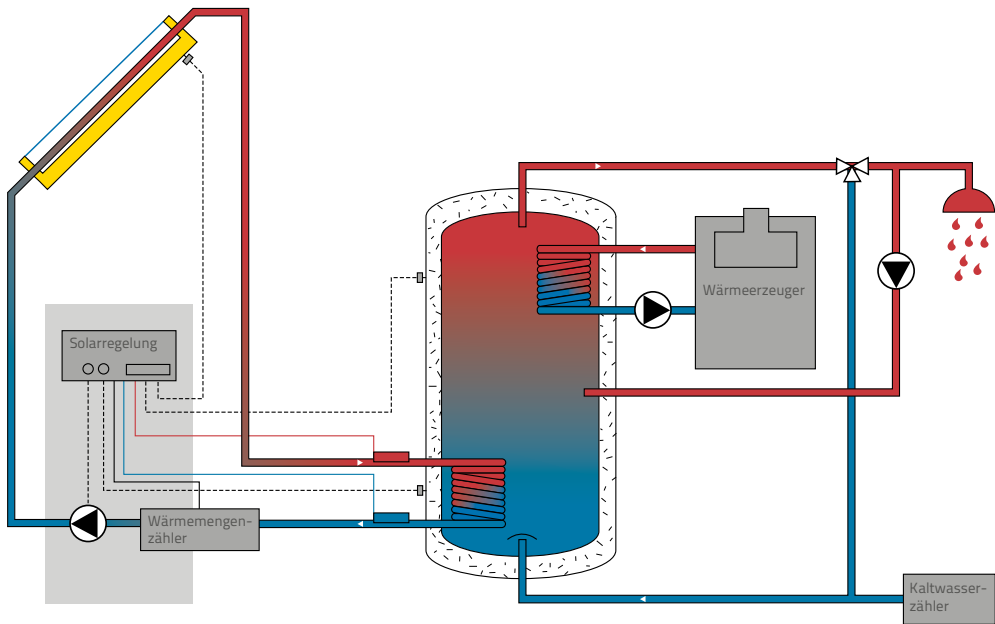 Wärmeerzeuger
Solarregelung
Wärmemengen-
zähler
Kaltwasser-
zähler